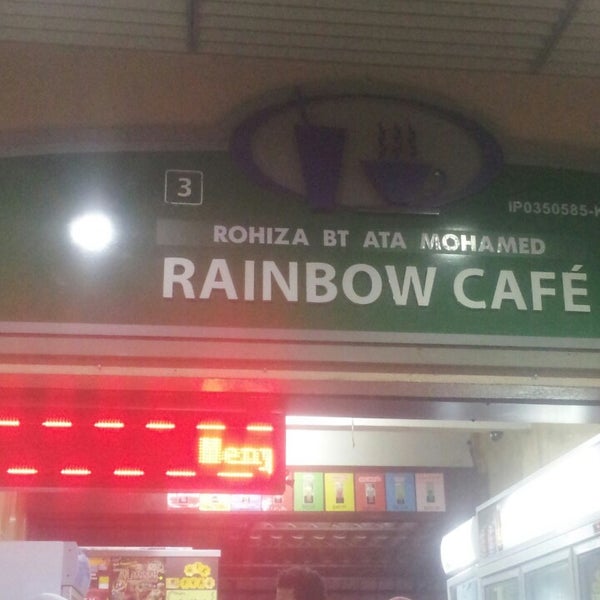 3
IP0350585-K
ROHIZA BT ATA MOHAMED
RAINBOW CAFÉ